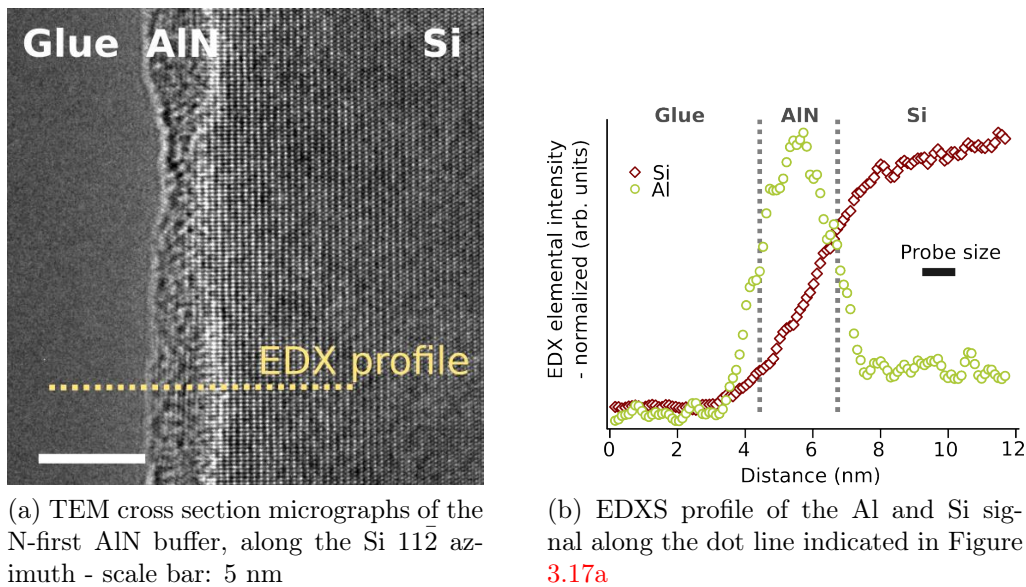 Glue AlN Si
EDX profile
(a) TEM cross section micrographs of the
N-first AlN buffer, along the Si 112̄ az-
imuth - scale bar: 5 nm
Glue AlN Si
Si
Al
Probe size
EDX elemental intensity
- normalized (arb. units)
0 2 4 6 8 10 12
Distance (nm)
(b) EDXS profile of the Al and Si sig-
nal along the dot line indicated in Figure
3.17a